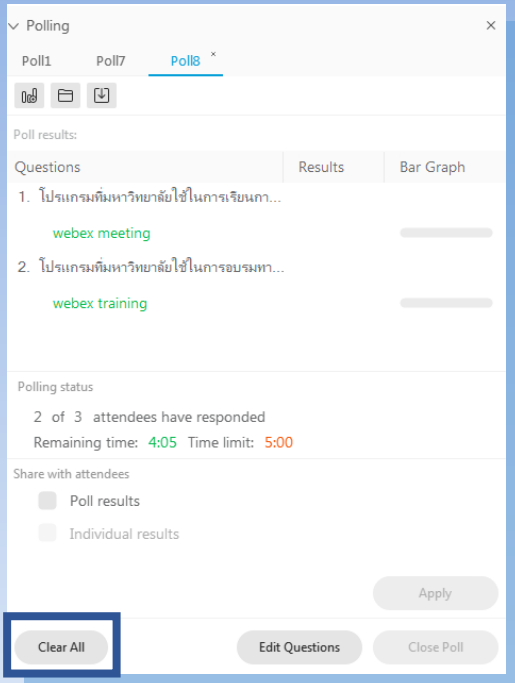 Polling ×
Poll1 Poll7 Poll8 ×
Poll results:
Questions Results Bar Graph
1. โปรแกรมที่มหาวิทยาลัยใช้ในการเรียนกา...
webex meeting
2. โปรแกรมที่มหาวิทยาลัยใช้ในการอบรมทา...
webex training
Polling status
2 of 3 attendees have responded
Remaining time: 4:05 Time limit: 5:00
Share with attendees
Poll results
Individual results
Apply
Clear All Edit Questions Close Poll